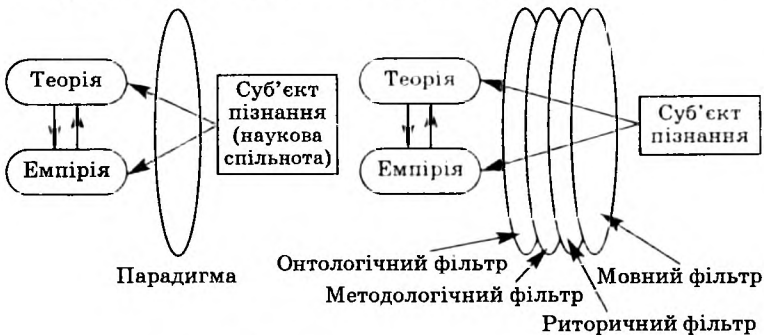 Теорія
Емпірія
Суб’єкт
пізнання
(наукова
спільнота)
Парадигма
Теорія
Емпірія
Суб’єкт
пізнання
Онтологічний фільтр
Методологічний фільтр
Риторичний фільтр
Мовний фільтр